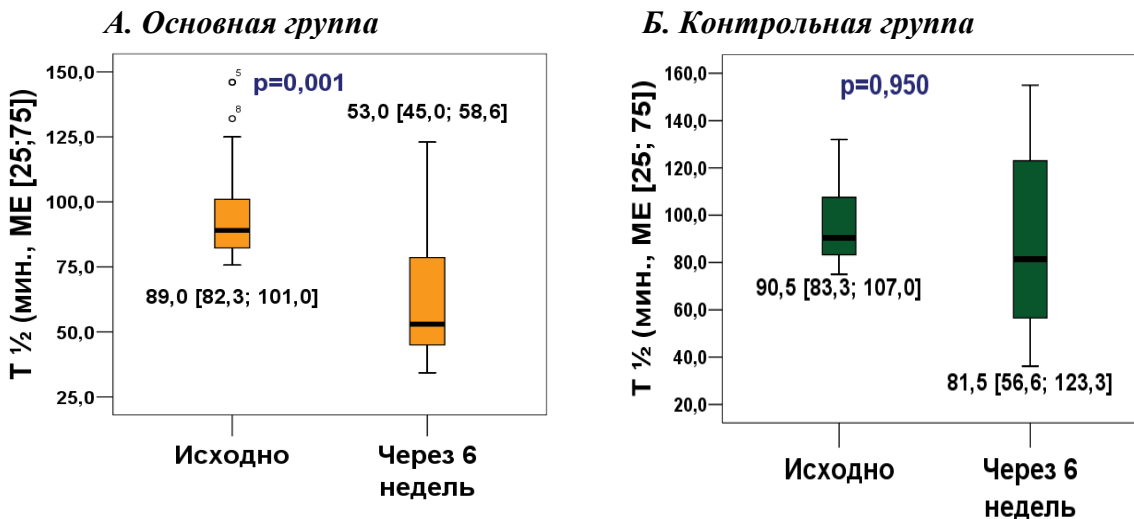 А. Основная группа
T ½ (мин., МЕ [25;75])
150,0
125,0
100,0
75,0
50,0
25,0
5
8
p=0,001
53,0 [45,0; 58,6]
89,0 [82,3; 101,0]
Исходно
Через 6
недель
Б. Контрольная группа
T ½ (мин., МЕ [25; 75])
160,0
140,0
120,0
100,0
80,0
60,0
40,0
20,0
p=0,950
90,5 [83,3; 107,0]
81,5 [56,6; 123,3]
Исходно
Через 6
недель